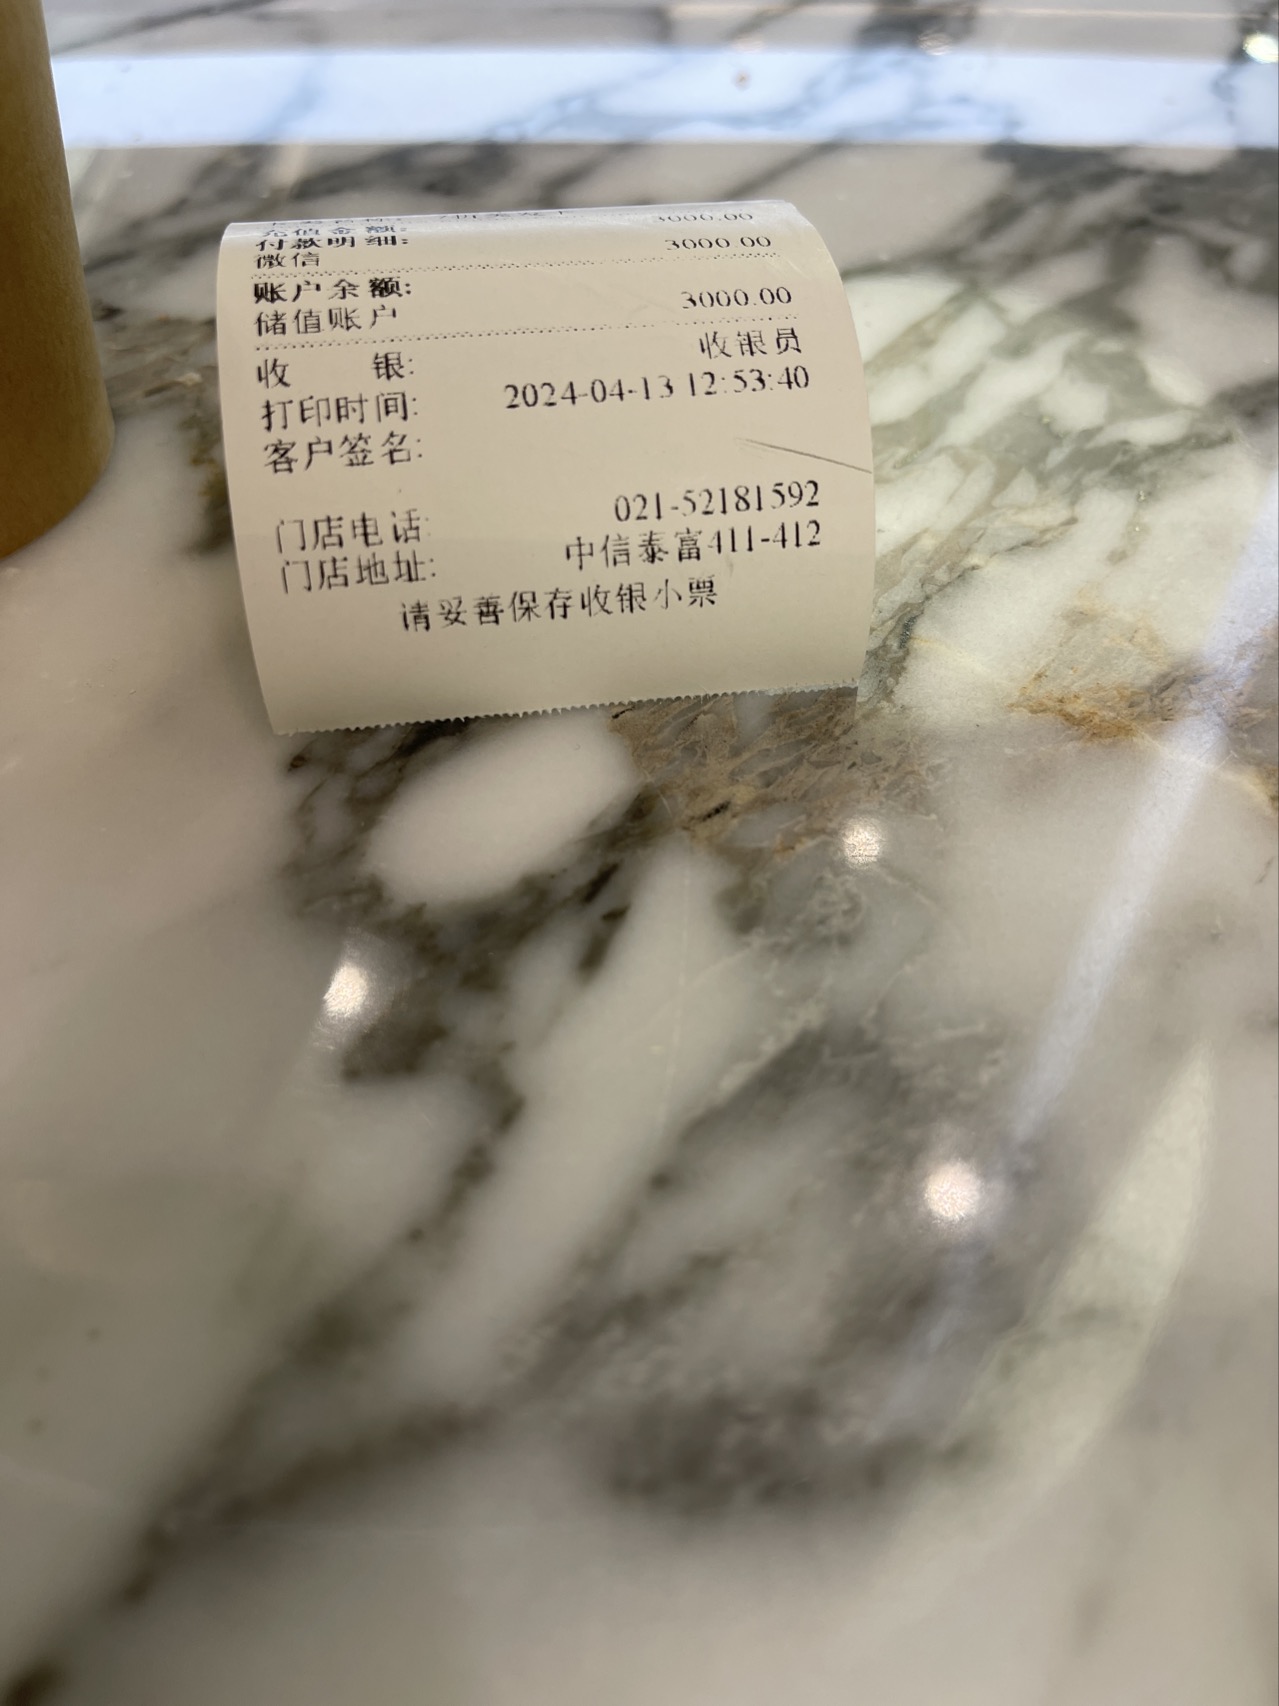 充值金额: 3000.00
付款明细:
微信 3000.00
账户余额:
储值账户 3000.00
收 银: 收银员
打印时间: 2024-04-13 12:53:40
客户签名:
门店电话: 021-52181592
门店地址: 中信泰富411-412
请妥善保存收银小票